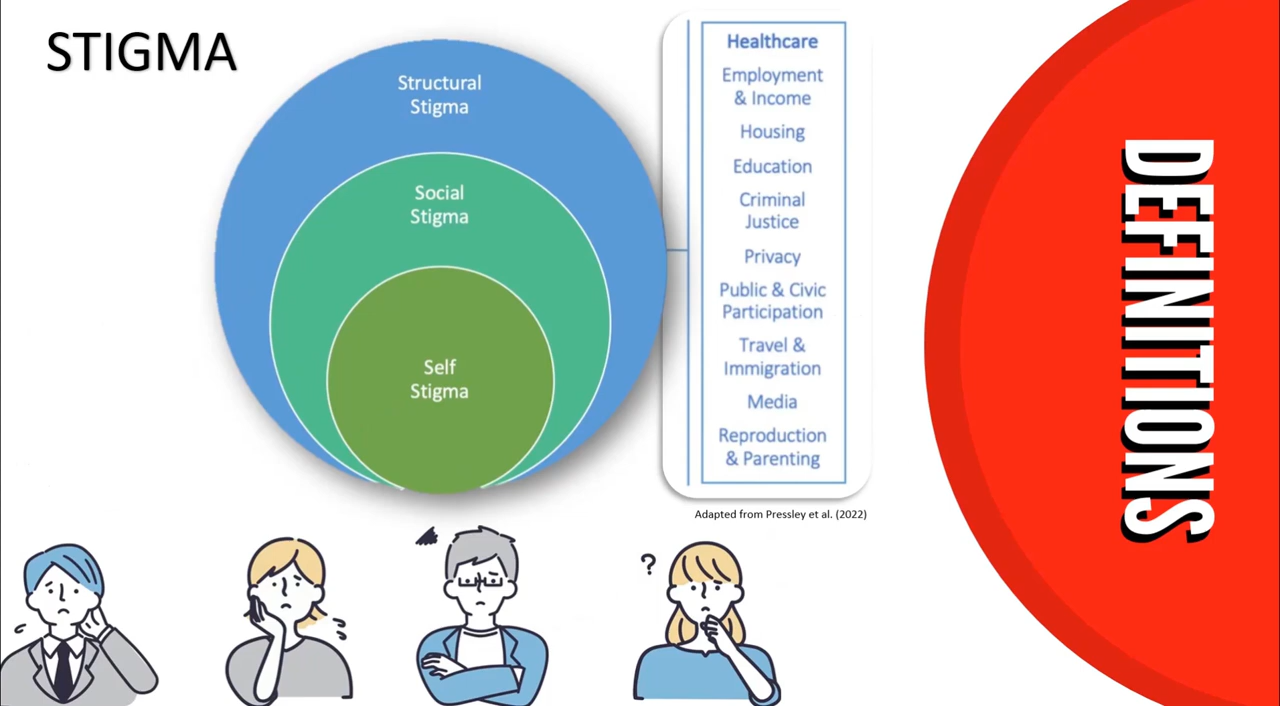 STIGMA
Structural
Stigma
Social
Stigma
Self
Stigma
Healthcare
Employment
& Income
Housing
Education
Criminal
Justice
Privacy
Public & Civic
Participation
Travel &
Immigration
Media
Reproduction
& Parenting
Adapted from Pressley et al. (2022)
?
DEFINITIONS